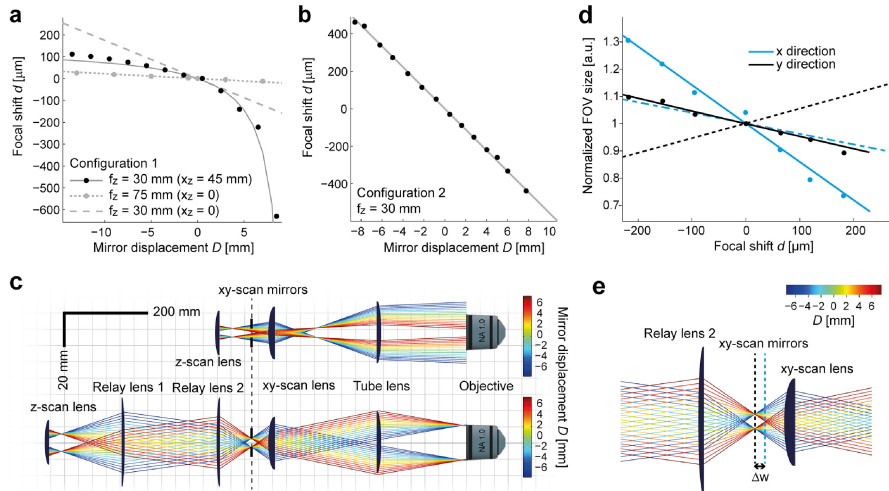 a
Focal shift d [μm]
200
100
0
−100
−200
−300
−400
−500
−600
Configuration 1
fz = 30 mm (xz = 45 mm)
fz = 75 mm (xz = 0)
fz = 30 mm (xz = 0)
−10
−5
0
5
Mirror displacement D [mm]
b
Focal shift d [μm]
400
200
0
−200
−400
Configuration 2
fz = 30 mm
−8
−6
−4
−2
0
2
4
6
8
10
Mirror displacement D [mm]
d
Normalized FOV size [a.u.]
1.3
1.2
1.1
1.0
0.9
0.8
0.7
x direction
y direction
−200
−100
0
100
200
Focal shift d [μm]
c
xy-scan mirrors
200 mm
20 mm
z-scan lens
NA 1.0
6
4
2
0
−2
−4
−6
Mirror displacement D [mm]
Relay lens 1
Relay lens 2
xy-scan lens
Tube lens
Objective
z-scan lens
NA 1.0
6
4
2
0
−2
−4
−6
e
−6
−4
−2
0
2
4
6
D [mm]
Relay lens 2
xy-scan mirrors
xy-scan lens
Δw